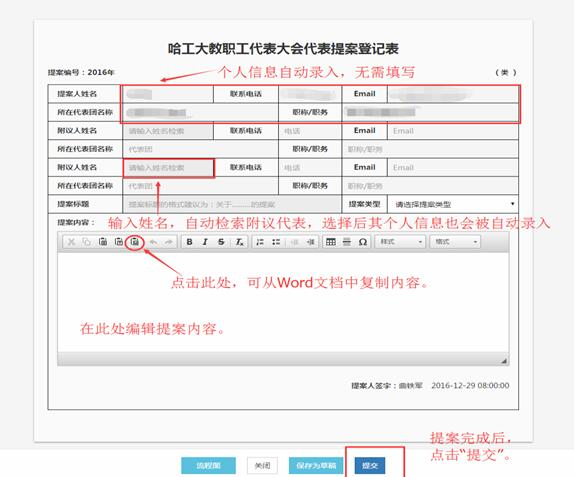 哈工大教职工代表大会代表提案登记表
提案编号：2016年
个人信息自动录入，无需填写
（ 类 ）
提案人姓名 联系电话 Email
所在代表团名称 职称/职务
附议人姓名 请输入姓名检索 联系电话 电话 Email Email
所在代表团名称 代表团 职称/职务 职称/职务
附议人姓名 请输入姓名检索 联系电话 电话 Email Email
所在代表团名称 代表团 职称/职务 职称/职务
提案标题 提案标题的格式建议为：关于........的提案 提案类型 请选择提案类型
提案内容：
输入姓名，自动检索附议代表，选择后其个人信息也会被自动录入
B I S Tx Ω 样式 格式
点击此处，可从Word文档中复制内容。
在此处编辑提案内容。
提案人签字：曲铁军 2016-12-29 08:00:00
提案完成后，
点击“提交”。
流程图 关闭 保存为草稿 提交